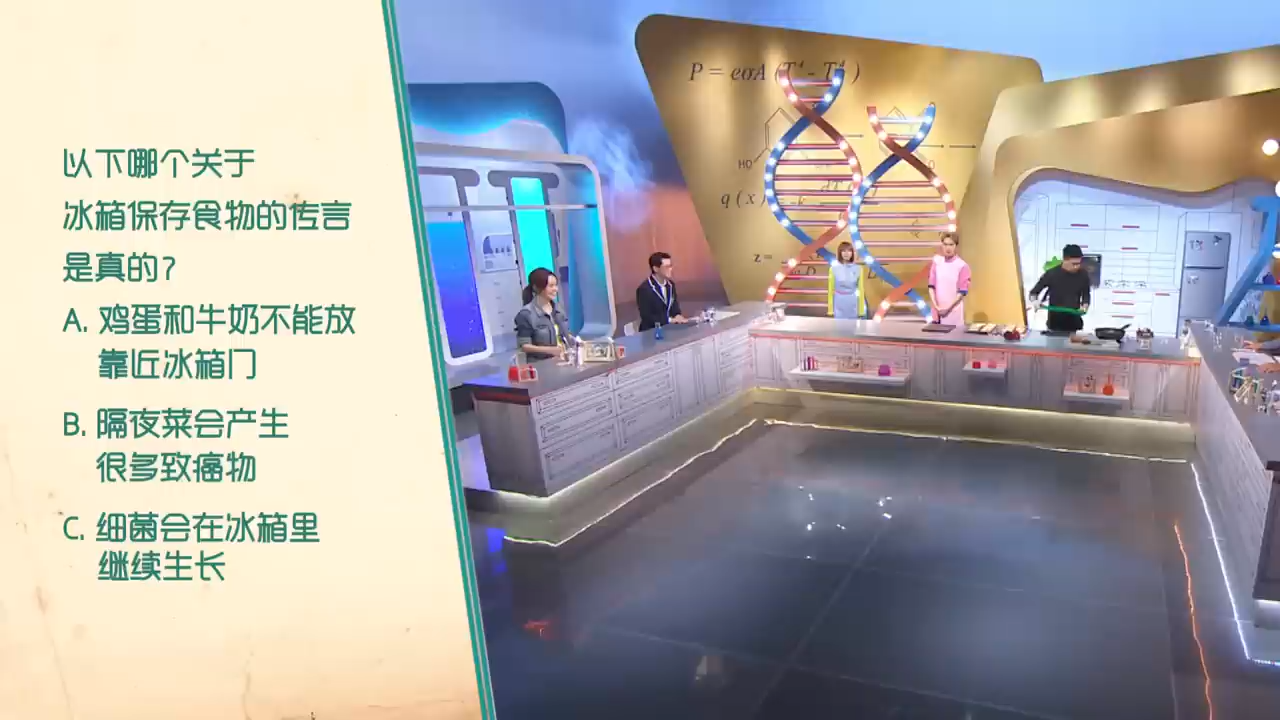 以下哪个关于
冰箱保存食物的传言
是真的?
A. 鸡蛋和牛奶不能放
靠近冰箱门
B. 隔夜菜会产生
很多致癌物
C. 细菌会在冰箱里
继续生长
P = eσA (T⁴ - T⁴)
HO
q(x)
z =